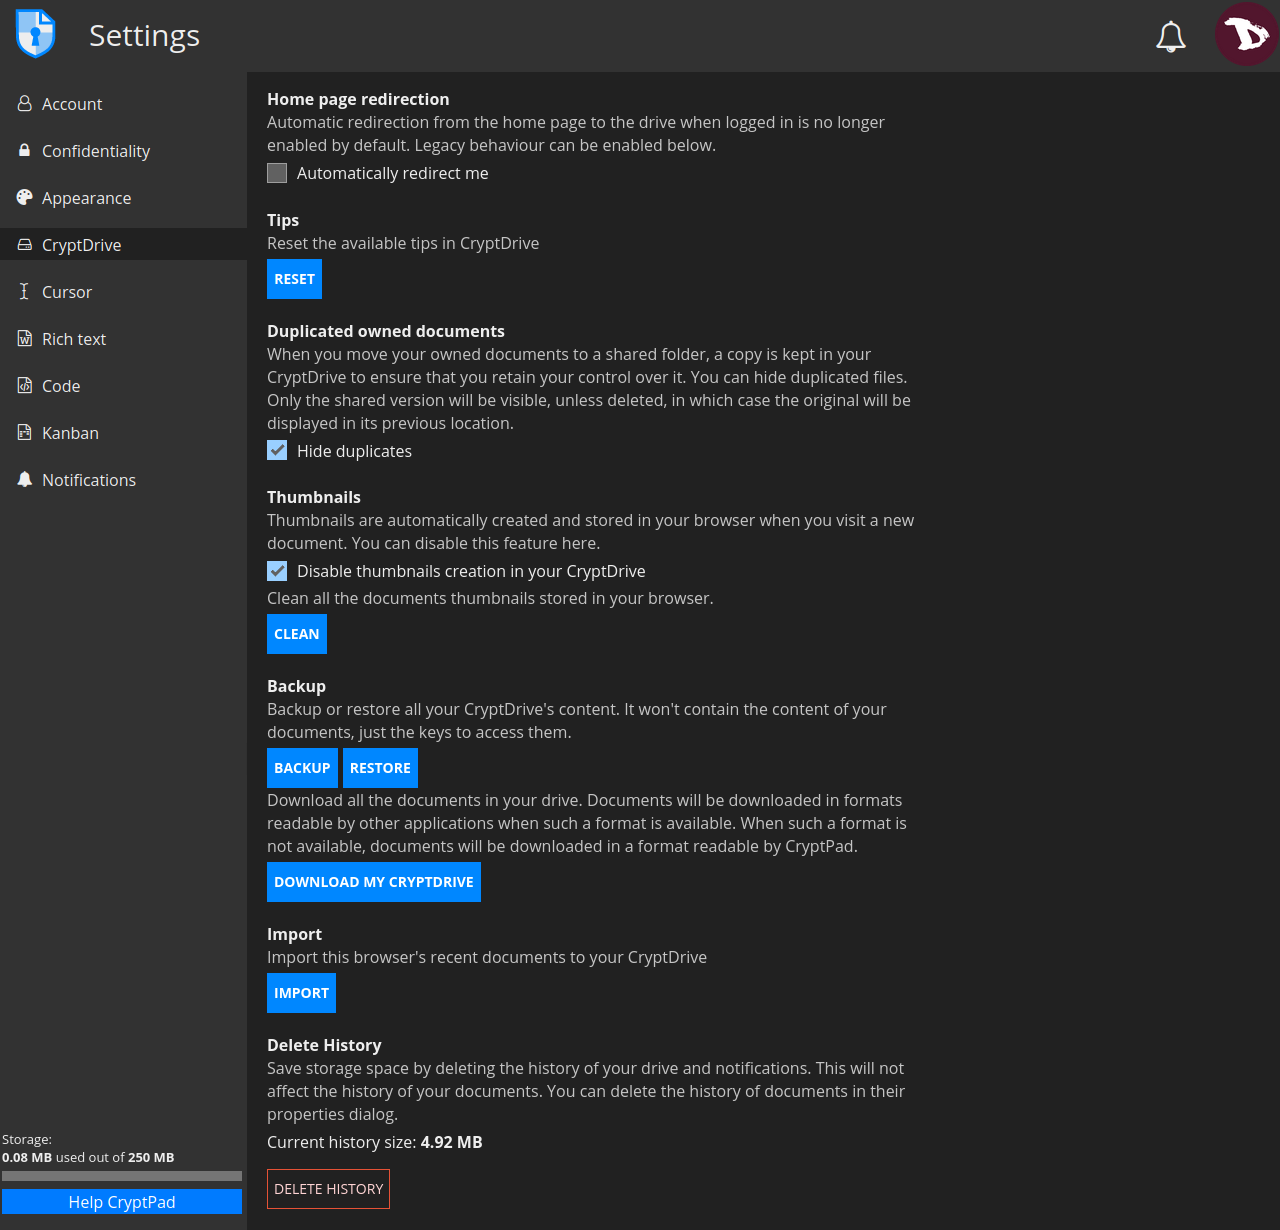 Settings
Account
Confidentiality
Appearance
CryptDrive
Cursor
Rich text
Code
Kanban
Notifications
Storage:
0.08 MB used out of 250 MB
Help CryptPad
Home page redirection
Automatic redirection from the home page to the drive when logged in is no longer
enabled by default. Legacy behaviour can be enabled below.
Automatically redirect me
Tips
Reset the available tips in CryptDrive
RESET
Duplicated owned documents
When you move your owned documents to a shared folder, a copy is kept in your
CryptDrive to ensure that you retain your control over it. You can hide duplicated files.
Only the shared version will be visible, unless deleted, in which case the original will be
displayed in its previous location.
Hide duplicates
Thumbnails
Thumbnails are automatically created and stored in your browser when you visit a new
document. You can disable this feature here.
Disable thumbnails creation in your CryptDrive
Clean all the documents thumbnails stored in your browser.
CLEAN
Backup
Backup or restore all your CryptDrive's content. It won't contain the content of your
documents, just the keys to access them.
BACKUP RESTORE
Download all the documents in your drive. Documents will be downloaded in formats
readable by other applications when such a format is available. When such a format is
not available, documents will be downloaded in a format readable by CryptPad.
DOWNLOAD MY CRYPTDRIVE
Import
Import this browser's recent documents to your CryptDrive
IMPORT
Delete History
Save storage space by deleting the history of your drive and notifications. This will not
affect the history of your documents. You can delete the history of documents in their
properties dialog.
Current history size: 4.92 MB
DELETE HISTORY